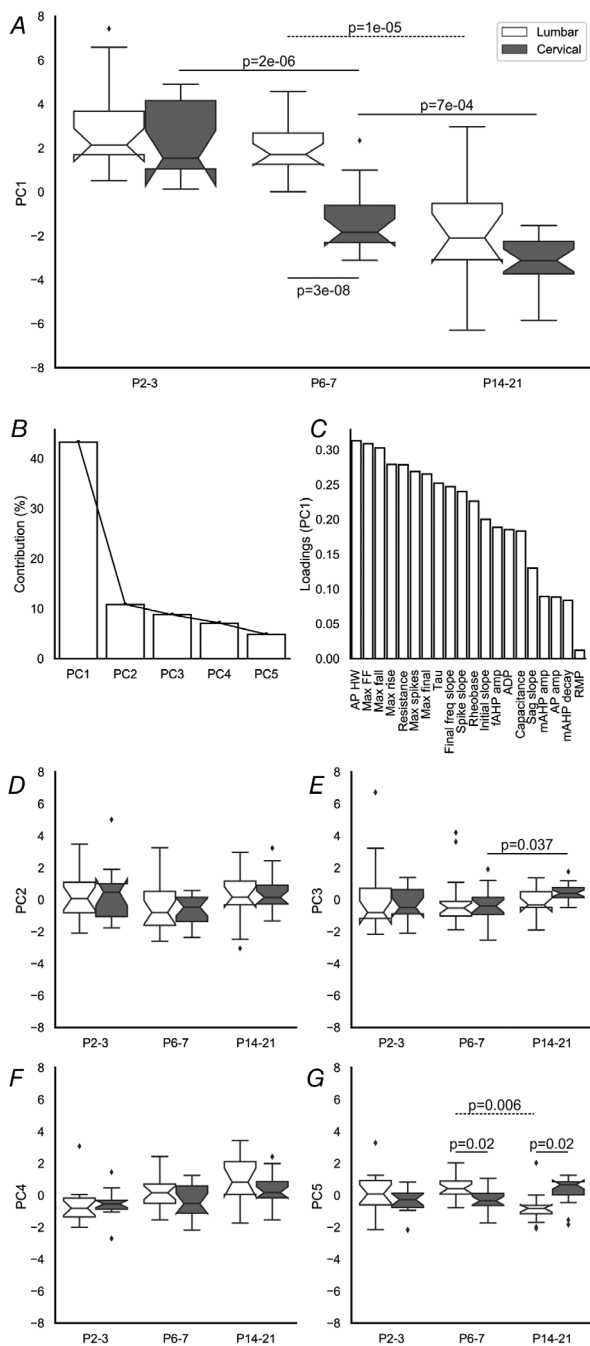 A
8
6
4
2
0
−2
−4
−6
−8
PC1
p=1e-05
p=2e-06
p=7e-04
p=3e-08
Lumbar
Cervical
P2-3 P6-7 P14-21
B
40
30
20
10
0
Contribution (%)
PC1 PC2 PC3 PC4 PC5
C
0.30
0.25
0.20
0.15
0.10
0.05
0.00
Loadings (PC1)
AP HW
Max FF
Max fall
Max rise
Resistance
Max spikes
Max final
Tau
Final freq slope
Spike slope
Rheobase
Initial slope
fAHP amp
ADP
Capacitance
Sag slope
mAHP amp
AP amp
mAHP decay
RMP
D
8
6
4
2
0
−2
−4
−6
−8
PC2
P2-3 P6-7 P14-21
E
8
6
4
2
0
−2
−4
−6
−8
PC3
p=0.037
P2-3 P6-7 P14-21
F
8
6
4
2
0
−2
−4
−6
−8
PC4
P2-3 P6-7 P14-21
G
8
6
4
2
0
−2
−4
−6
−8
PC5
p=0.006
p=0.02 p=0.02
P2-3 P6-7 P14-21